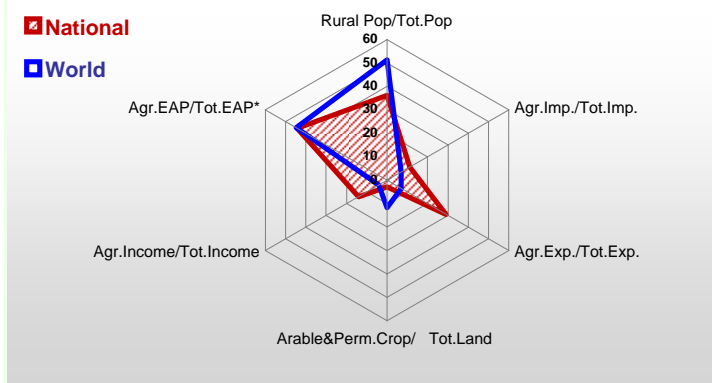 National
World
Rural Pop/Tot.Pop
60
50
40
30
20
10
0
Agr.EAP/Tot.EAP*
Agr.Imp./Tot.Imp.
Agr.Income/Tot.Income
Agr.Exp./Tot.Exp.
Arable&Perm.Crop/ Tot.Land